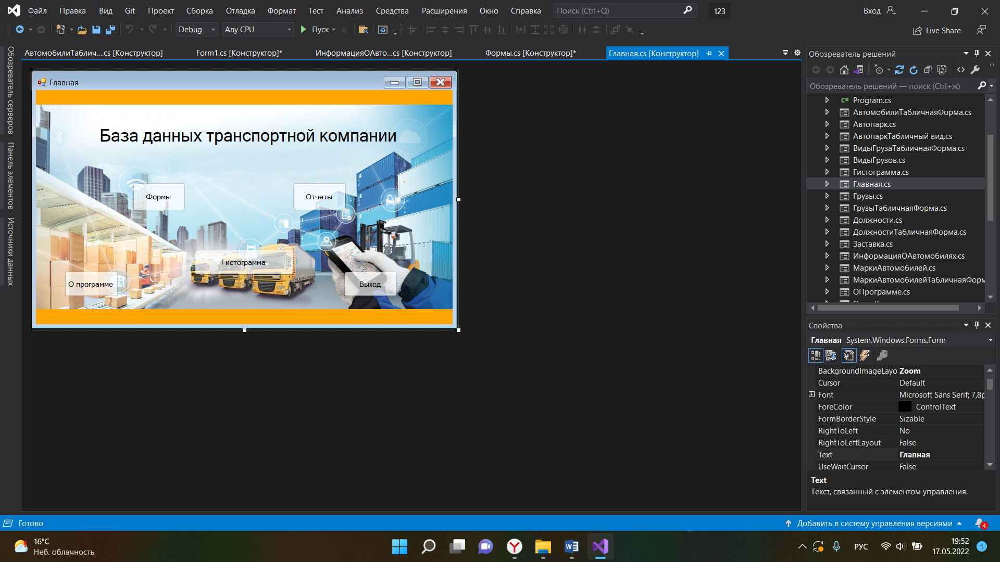 Файл Правка Вид Git Проект Сборка Отладка Формат Тест Анализ Средства Расширения Окно Справка Поиск (Ctrl+Q) 123 Вход
Debug Any CPU Пуск Live Share
АвтомобилиТаблич....cs [Конструктор] Form1.cs [Конструктор]* ИнформацияОАвто...cs [Конструктор] Формы.cs [Конструктор]* Главная.cs [Конструктор]
Обозреватель серверов
Панель элементов
Источники данных
Главная
База данных транспортной компании
Формы
Отчеты
Гистограмма
О программе
Выход
Обозреватель решений
Обозреватель решений — поиск (Ctrl+ж)
C# Program.cs
АвтомобилиТабличнаяФорма.cs
Автопарк.cs
АвтопаркТабличный вид.cs
ВидыГрузаТабличнаяФорма.cs
ВидыГрузов.cs
Гистограмма.cs
Главная.cs
Грузы.cs
ГрузыТабличнаяФорма.cs
Должности.cs
ДолжностиТабличнаяФорма.cs
Заставка.cs
ИнформацияОАвтомобилях.cs
МаркиАвтомобилей.cs
МаркиАвтомобилейТабличнаяФорм
ОПрограмме.cs
Свойства
Главная System.Windows.Forms.Form
BackgroundImageLayo Zoom
Cursor Default
Font Microsoft Sans Serif; 7,8p
ForeColor ControlText
FormBorderStyle Sizable
RightToLeft No
RightToLeftLayout False
Text Главная
UseWaitCursor False
Text
Текст, связанный с элементом управления.
Готово
Добавить в систему управления версиями 4
16°C
Неб. облачность
РУС
19:52
17.05.2022
1